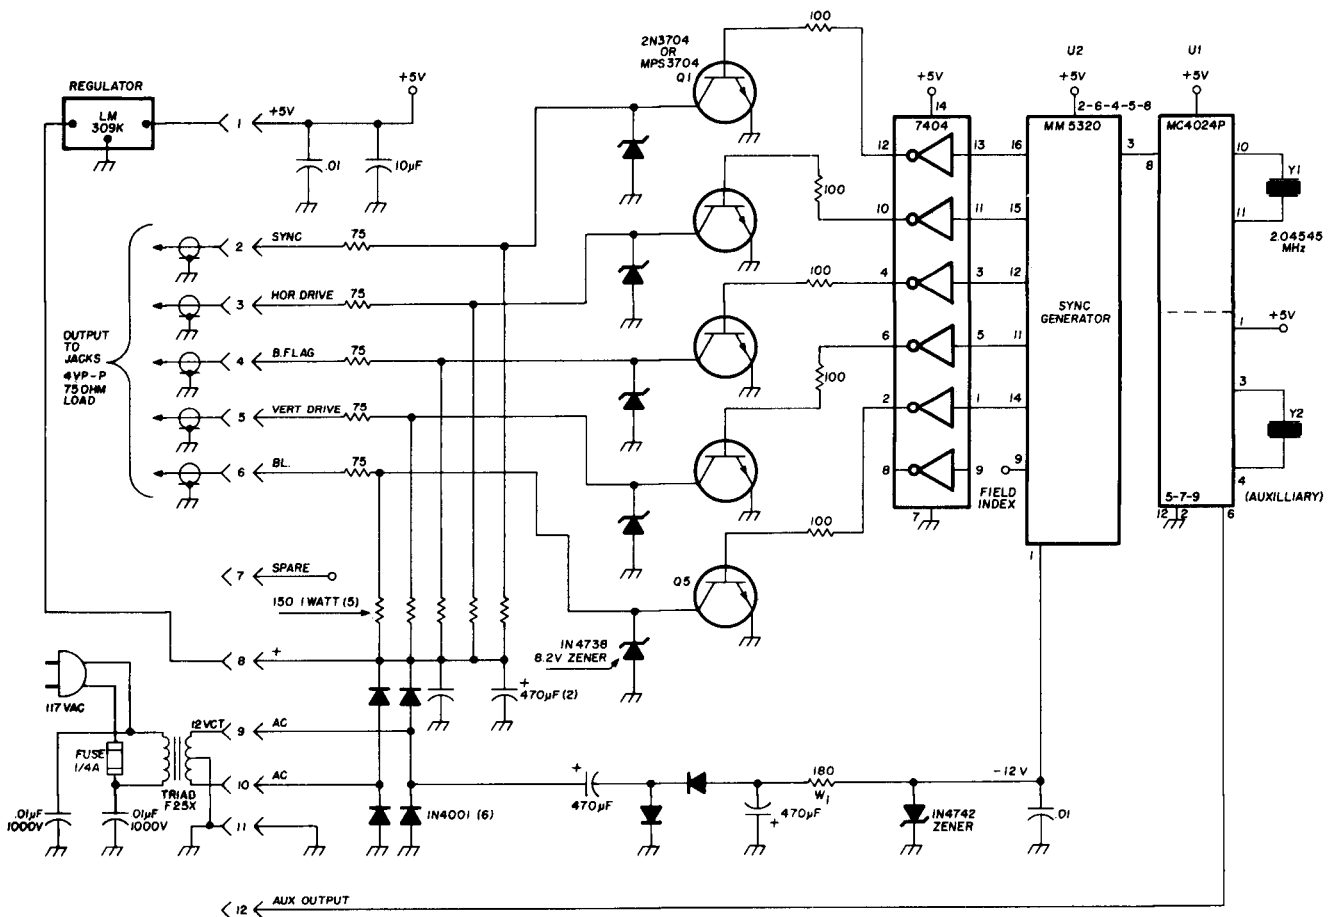 REGULATOR
LM
309K
1
+5V
+5V
.01
10µF
2N3704
OR
MPS3704
Q1
100
U2
U1
+5V
+5V
+5V
14
2-6-4-5-8
7404
MM 5320
MC4024P
12
13
16
3
8
10
Y1
11
2.04545
MHz
100
10
11
15
OUTPUT
TO
JACKS
4VP-P
75 OHM
LOAD
2
SYNC
75
3
HOR. DRIVE
75
4
B.FLAG
75
5
VERT DRIVE
75
6
BL.
75
100
4
3
12
SYNC
GENERATOR
1
+5V
6
5
11
100
3
Y2
2
1
14
4
(AUXILLIARY)
8
9
9
FIELD
INDEX
7
5-7-9
12
2
6
100
1
7
SPARE
150 1 WATT (5)
Q5
1N4738
8.2V ZENER
8
+
+
470µF (2)
117 VAC
12VCT
9
AC
FUSE
1/4A
10
AC
TRIAD
F25X
.01µF
1000V
.01µF
1000V
11
1N4001 (6)
+
470µF
470µF
+
180
W1
-12V
1N4742
ZENER
.01
12
AUX OUTPUT